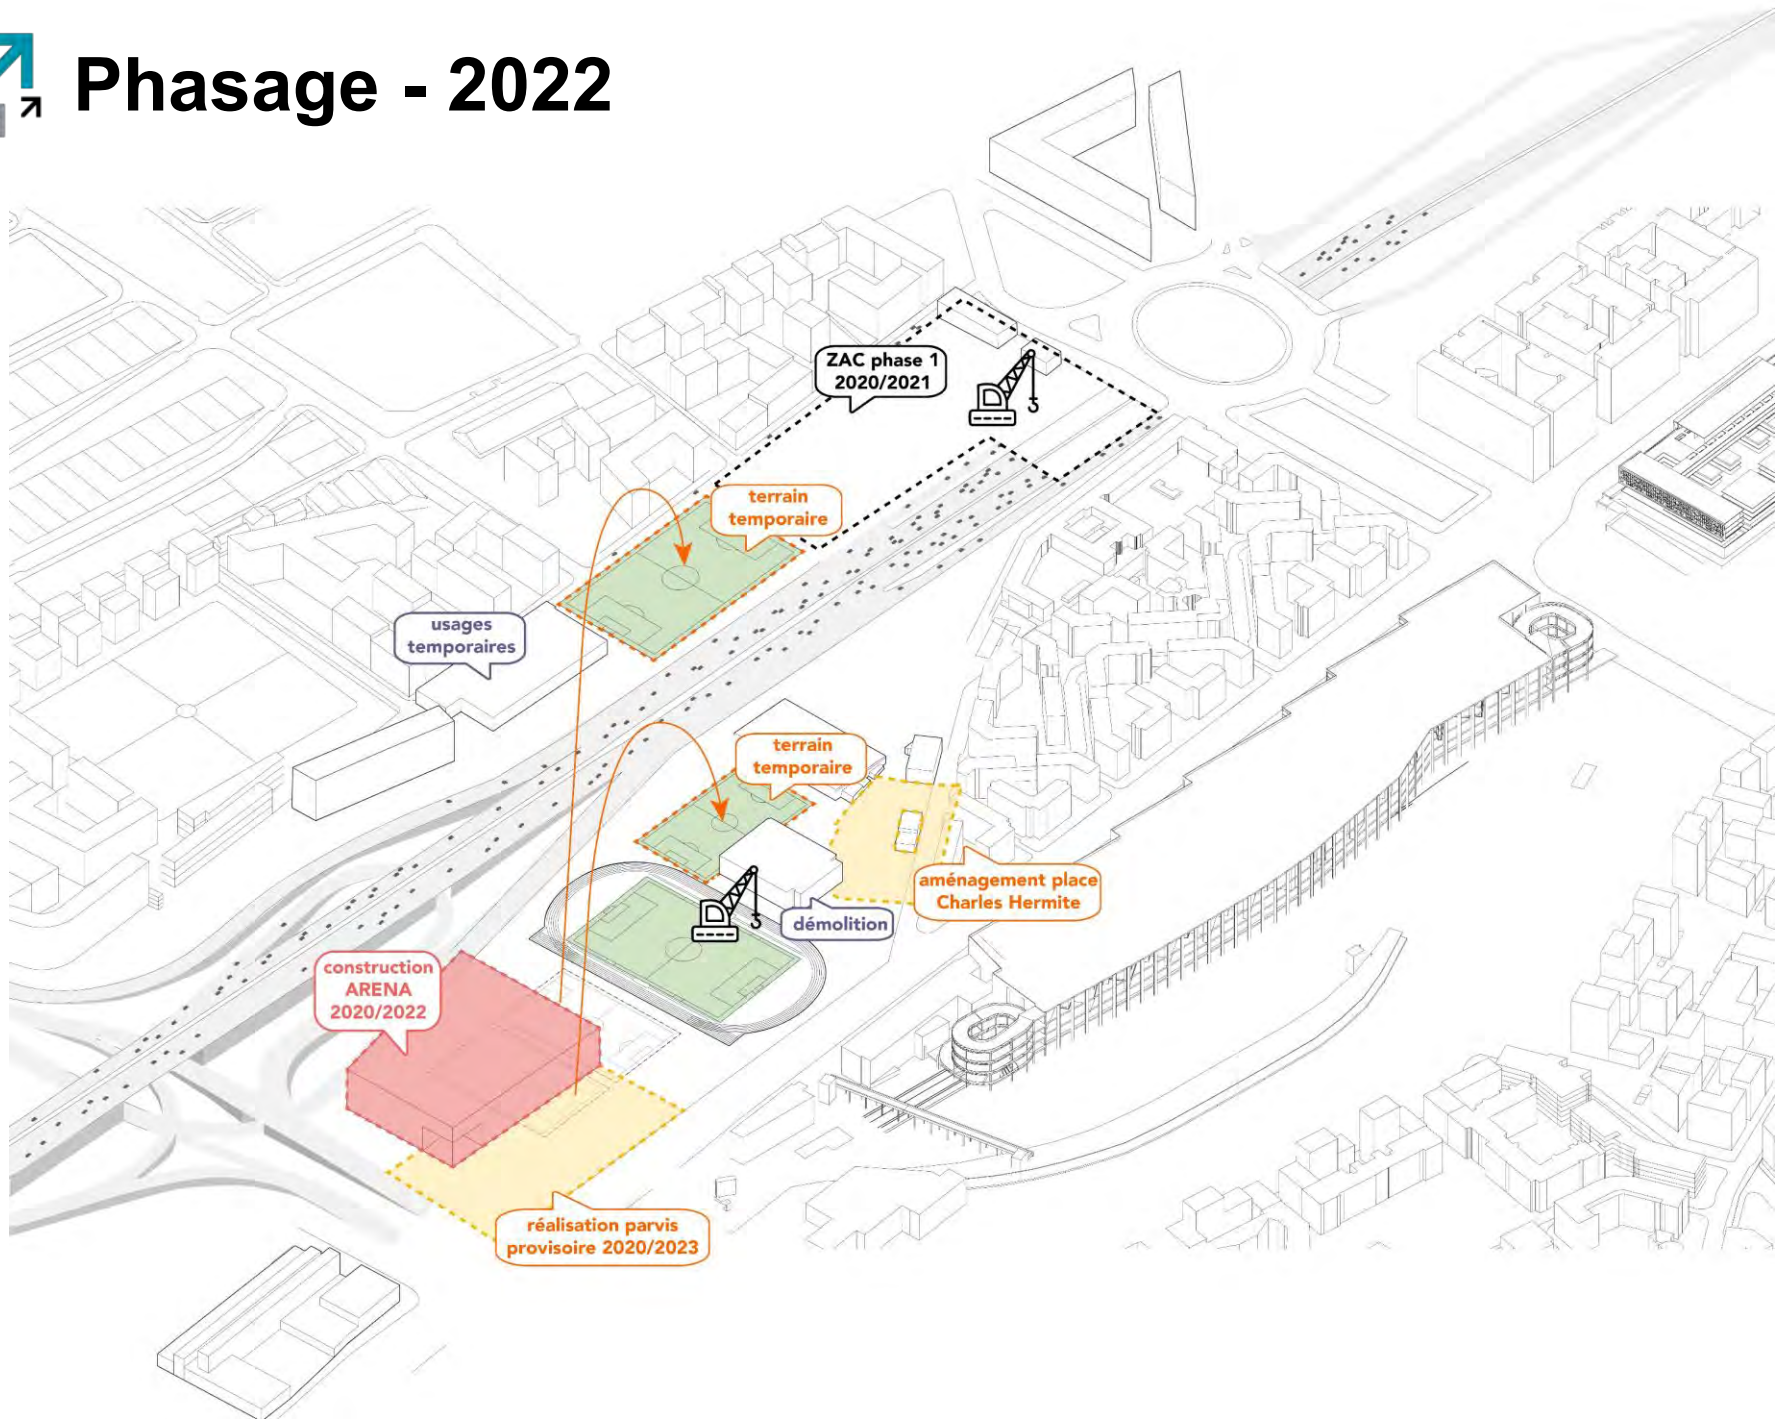 Phasage - 2022
ZAC phase 1
2020/2021
terrain
temporaire
usages
temporaires
terrain
temporaire
aménagement place
Charles Hermite
démolition
construction
ARENA
2020/2022
réalisation parvis
provisoire 2020/2023